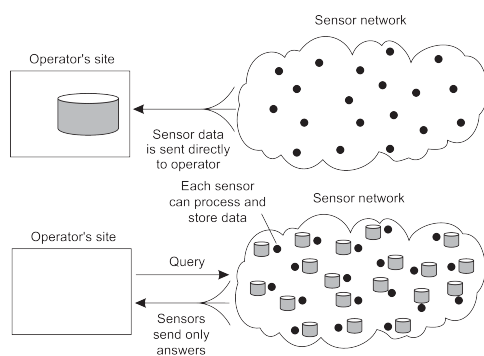 Sensor network
Operator's site
Sensor data
is sent directly
to operator
Each sensor
can process and
store data
Sensor network
Operator's site
Query
Sensors
send only
answers